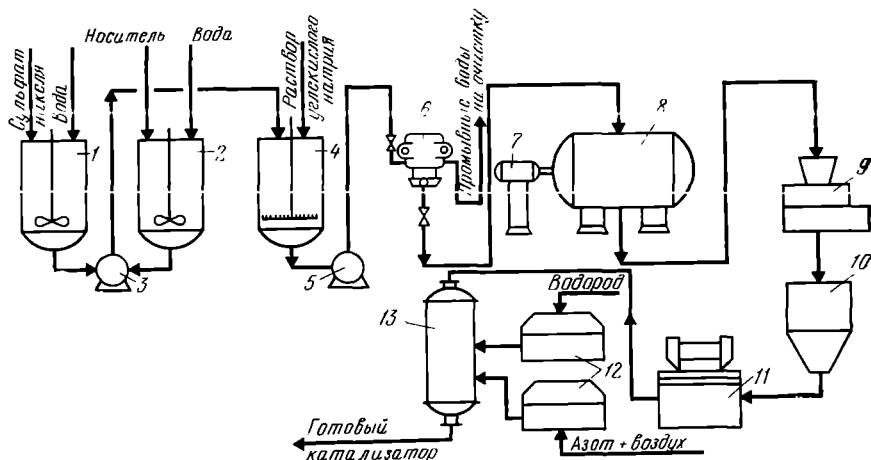 Сульфат
никеля
Вода
Носитель
Вода
Раствор
углекислого
натрия
Промывные воды
на очистку
1
2
3
4
5
6
7
8
9
10
11
12
13
Водород
Азот + воздух
Готовый
катализатор